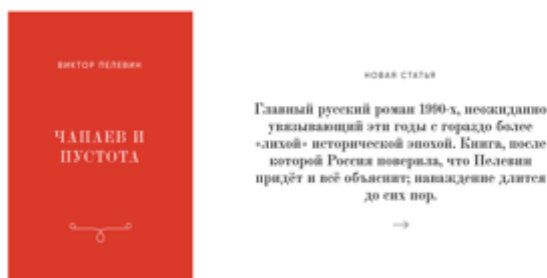 ВИКТОР ПЕЛЕВИН
ЧАПАЕВ И
ПУСТОТА
НОВАЯ СТАТЬЯ
Главный русский роман 1990-х, неожиданно
увязывающий эти годы с гораздо более
«лихой» исторической эпохой. Книга, после
которой Россия поверила, что Пелевин
придёт и всё объяснит; наваждение длится
до сих пор.
→